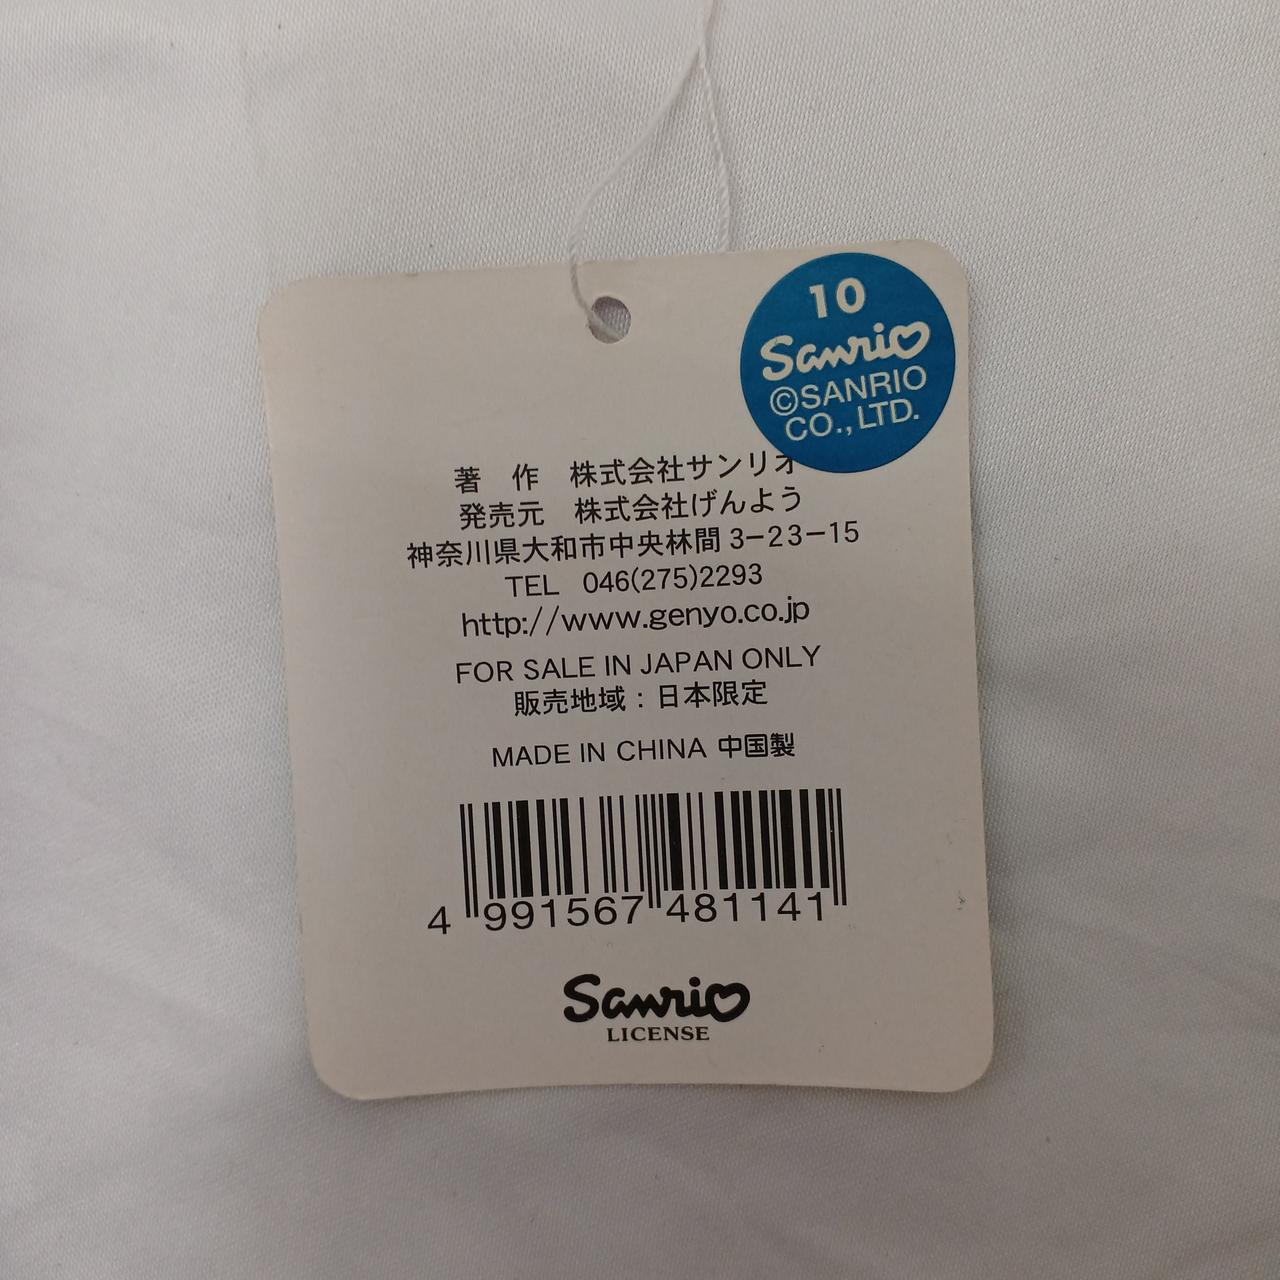 10
Sanrio
©SANRIO
CO.,LTD.
著 作 株式会社サンリオ
発売元 株式会社げんよう
神奈川県大和市中央林間3-23-15
TEL 046(275)2293
http://www.genyo.co.jp
FOR SALE IN JAPAN ONLY
販売地域:日本限定
MADE IN CHINA 中国製
4 991567 481141
Sanrio
LICENSE